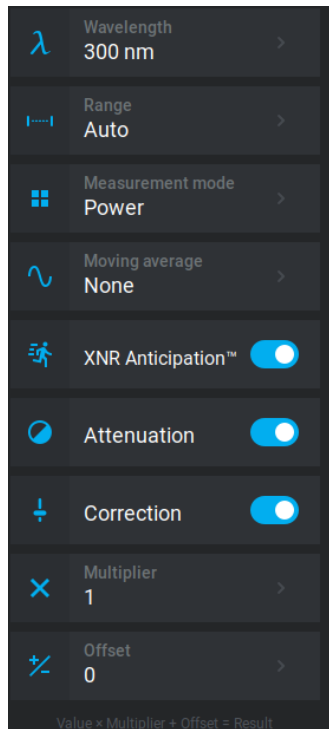 λ
Wavelength
300 nm
Range
Auto
Measurement mode
Power
Moving average
None
XNR Anticipation™
Attenuation
Correction
Multiplier
1
Offset
0
Value × Multiplier + Offset = Result